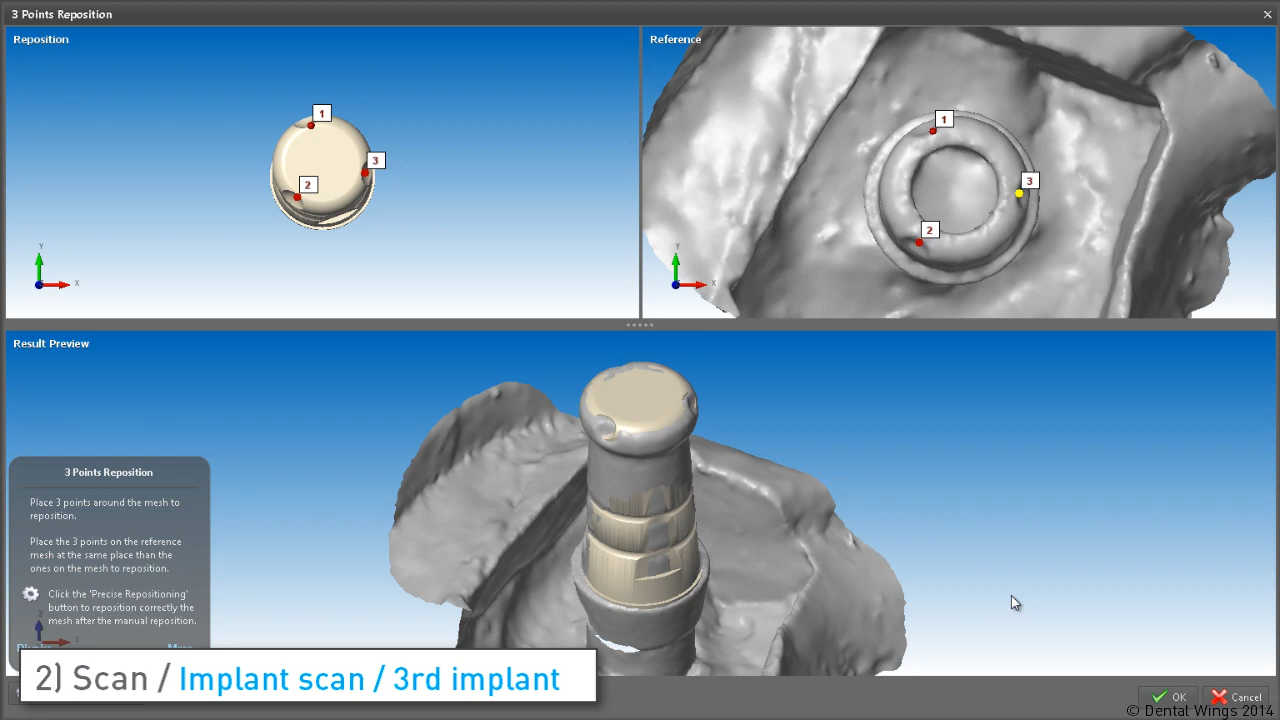 3 Points Reposition
Reposition
Reference
1
3
2
1
3
2
Y
X
Y
X
Result Preview
3 Points Reposition
Place 3 points around the mesh to
reposition.
Place the 3 points on the reference
mesh at the same place than the
ones on the mesh to reposition.
Click the 'Precise Repositioning'
button to reposition correctly the
mesh after the manual reposition.
Z
X
2) Scan / Implant scan / 3rd implant
OK
Cancel
© Dental Wings 2014